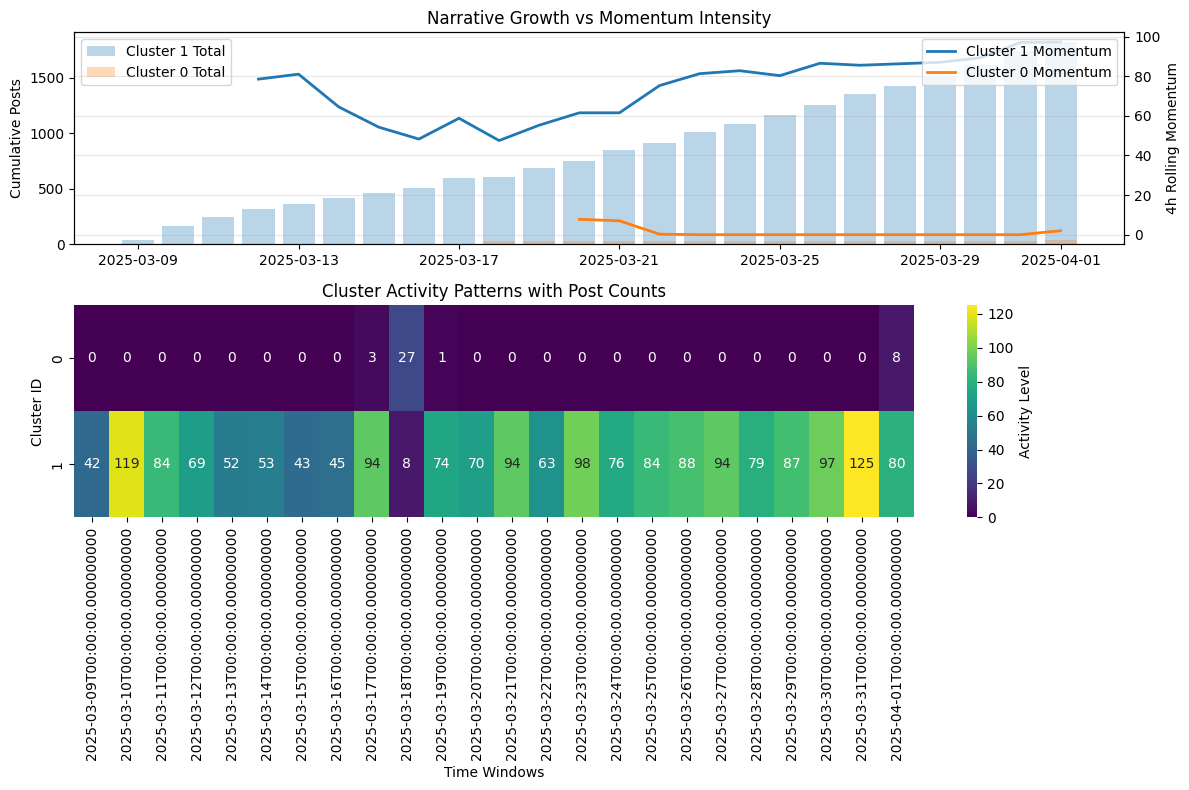 Narrative Growth vs Momentum Intensity
Cluster 1 Total
Cluster 0 Total
Cluster 1 Momentum
Cluster 0 Momentum
Cumulative Posts
1500
1000
500
0
100
80
60
40
20
0
4h Rolling Momentum
2025-03-09 2025-03-13 2025-03-17 2025-03-21 2025-03-25 2025-03-29 2025-04-01
Cluster Activity Patterns with Post Counts
Cluster ID
0
0 0 0 0 0 0 0 0 3 27 1 0 0 0 0 0 0 0 0 0 0 0 0 8
1
42 119 84 69 52 53 43 45 94 8 74 70 94 63 98 76 84 88 94 79 87 97 125 80
120
100
80
60
40
20
0
Activity Level
2025-03-09T00:00:00.000000000
2025-03-10T00:00:00.000000000
2025-03-11T00:00:00.000000000
2025-03-12T00:00:00.000000000
2025-03-13T00:00:00.000000000
2025-03-14T00:00:00.000000000
2025-03-15T00:00:00.000000000
2025-03-16T00:00:00.000000000
2025-03-17T00:00:00.000000000
2025-03-18T00:00:00.000000000
2025-03-19T00:00:00.000000000
2025-03-20T00:00:00.000000000
2025-03-21T00:00:00.000000000
2025-03-22T00:00:00.000000000
2025-03-23T00:00:00.000000000
2025-03-24T00:00:00.000000000
2025-03-25T00:00:00.000000000
2025-03-26T00:00:00.000000000
2025-03-27T00:00:00.000000000
2025-03-28T00:00:00.000000000
2025-03-29T00:00:00.000000000
2025-03-30T00:00:00.000000000
2025-03-31T00:00:00.000000000
2025-04-01T00:00:00.000000000
Time Windows